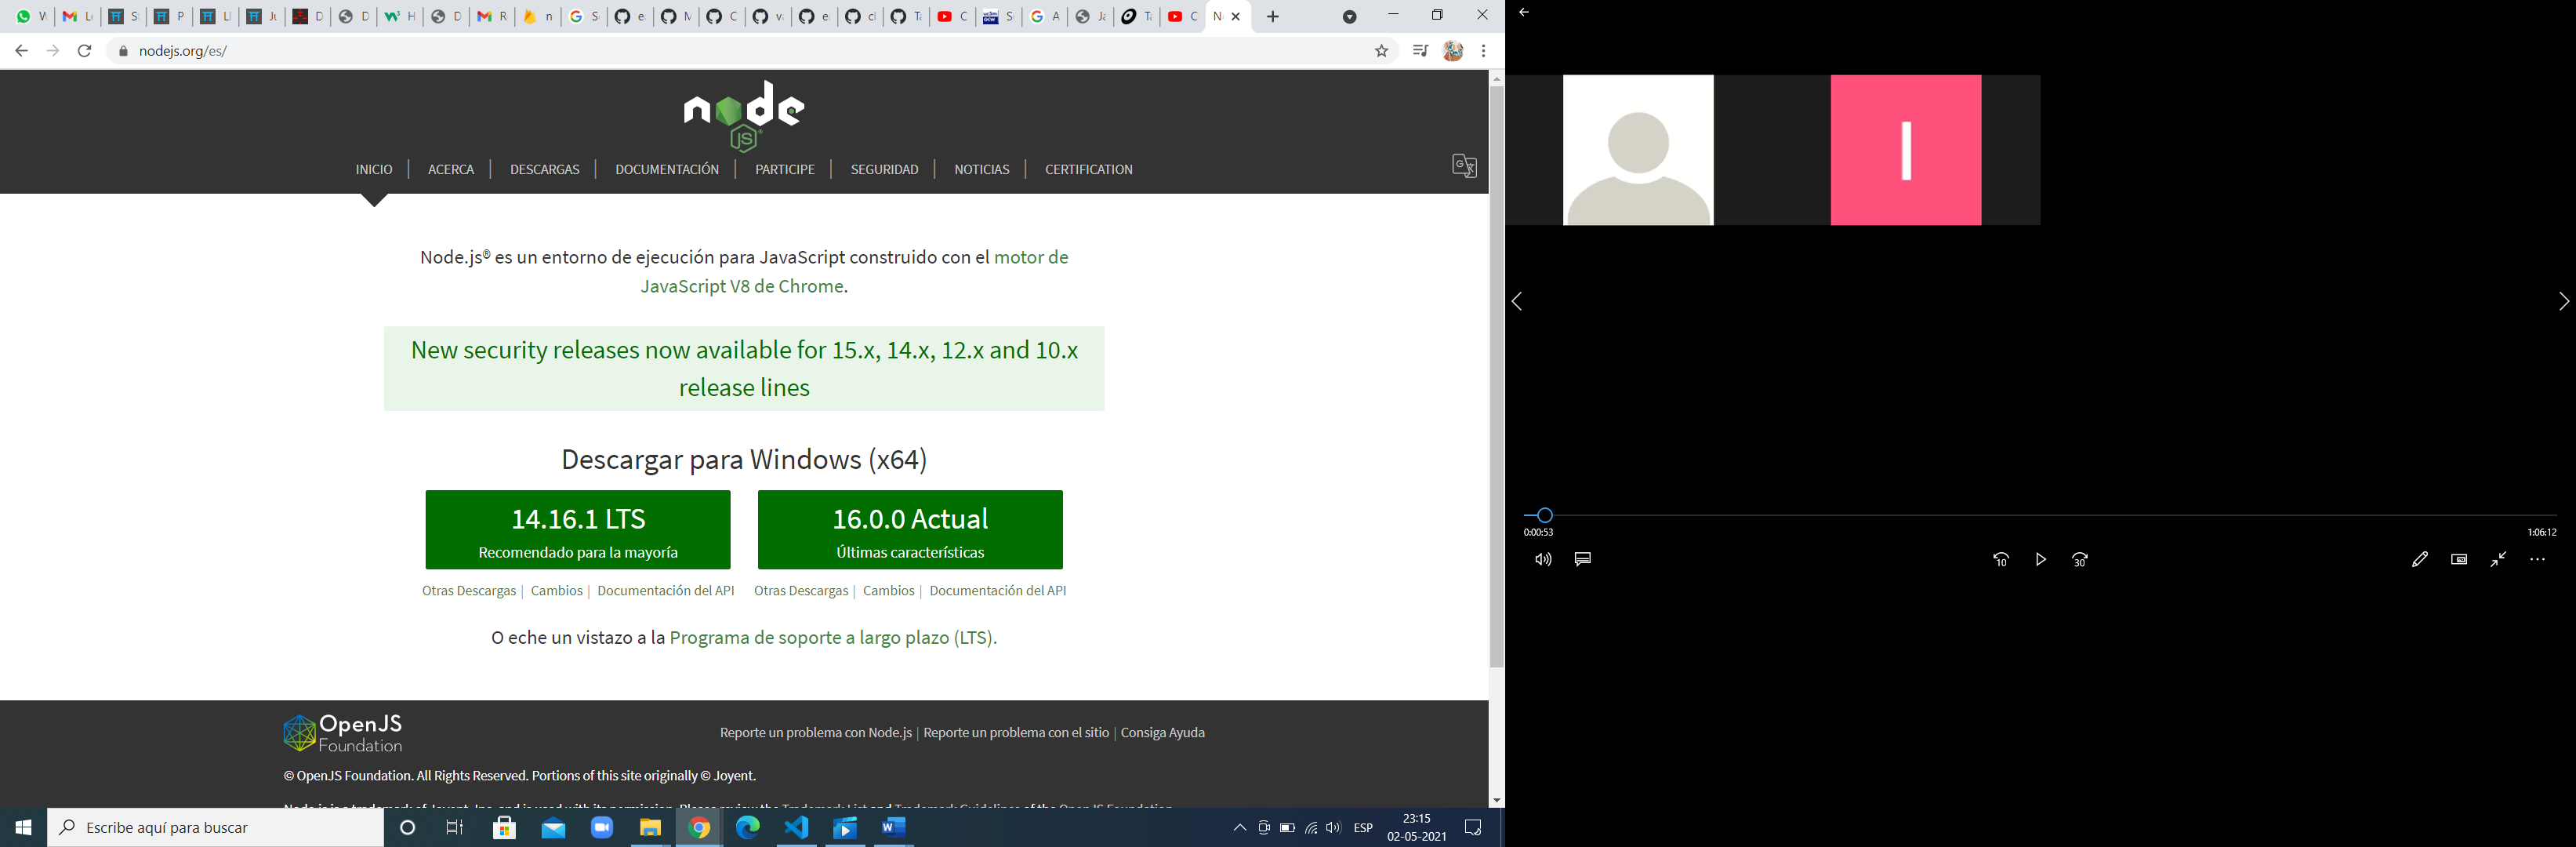 nodejs.org/es/
node
JS
INICIO
ACERCA
DESCARGAS
DOCUMENTACIÓN
PARTICIPE
SEGURIDAD
NOTICIAS
CERTIFICATION
Node.js® es un entorno de ejecución para JavaScript construido con el motor de
JavaScript V8 de Chrome.
New security releases now available for 15.x, 14.x, 12.x and 10.x
release lines
Descargar para Windows (x64)
14.16.1 LTS
Recomendado para la mayoría
16.0.0 Actual
Últimas características
Otras Descargas | Cambios | Documentación del API
Otras Descargas | Cambios | Documentación del API
O eche un vistazo a la Programa de soporte a largo plazo (LTS).
OpenJS
Foundation
Reporte un problema con Node.js | Reporte un problema con el sitio | Consiga Ayuda
© OpenJS Foundation. All Rights Reserved. Portions of this site originally © Joyent.
Escribe aquí para buscar
ESP
23:15
02-05-2021
I
0:00:53
1:06:12
10
30